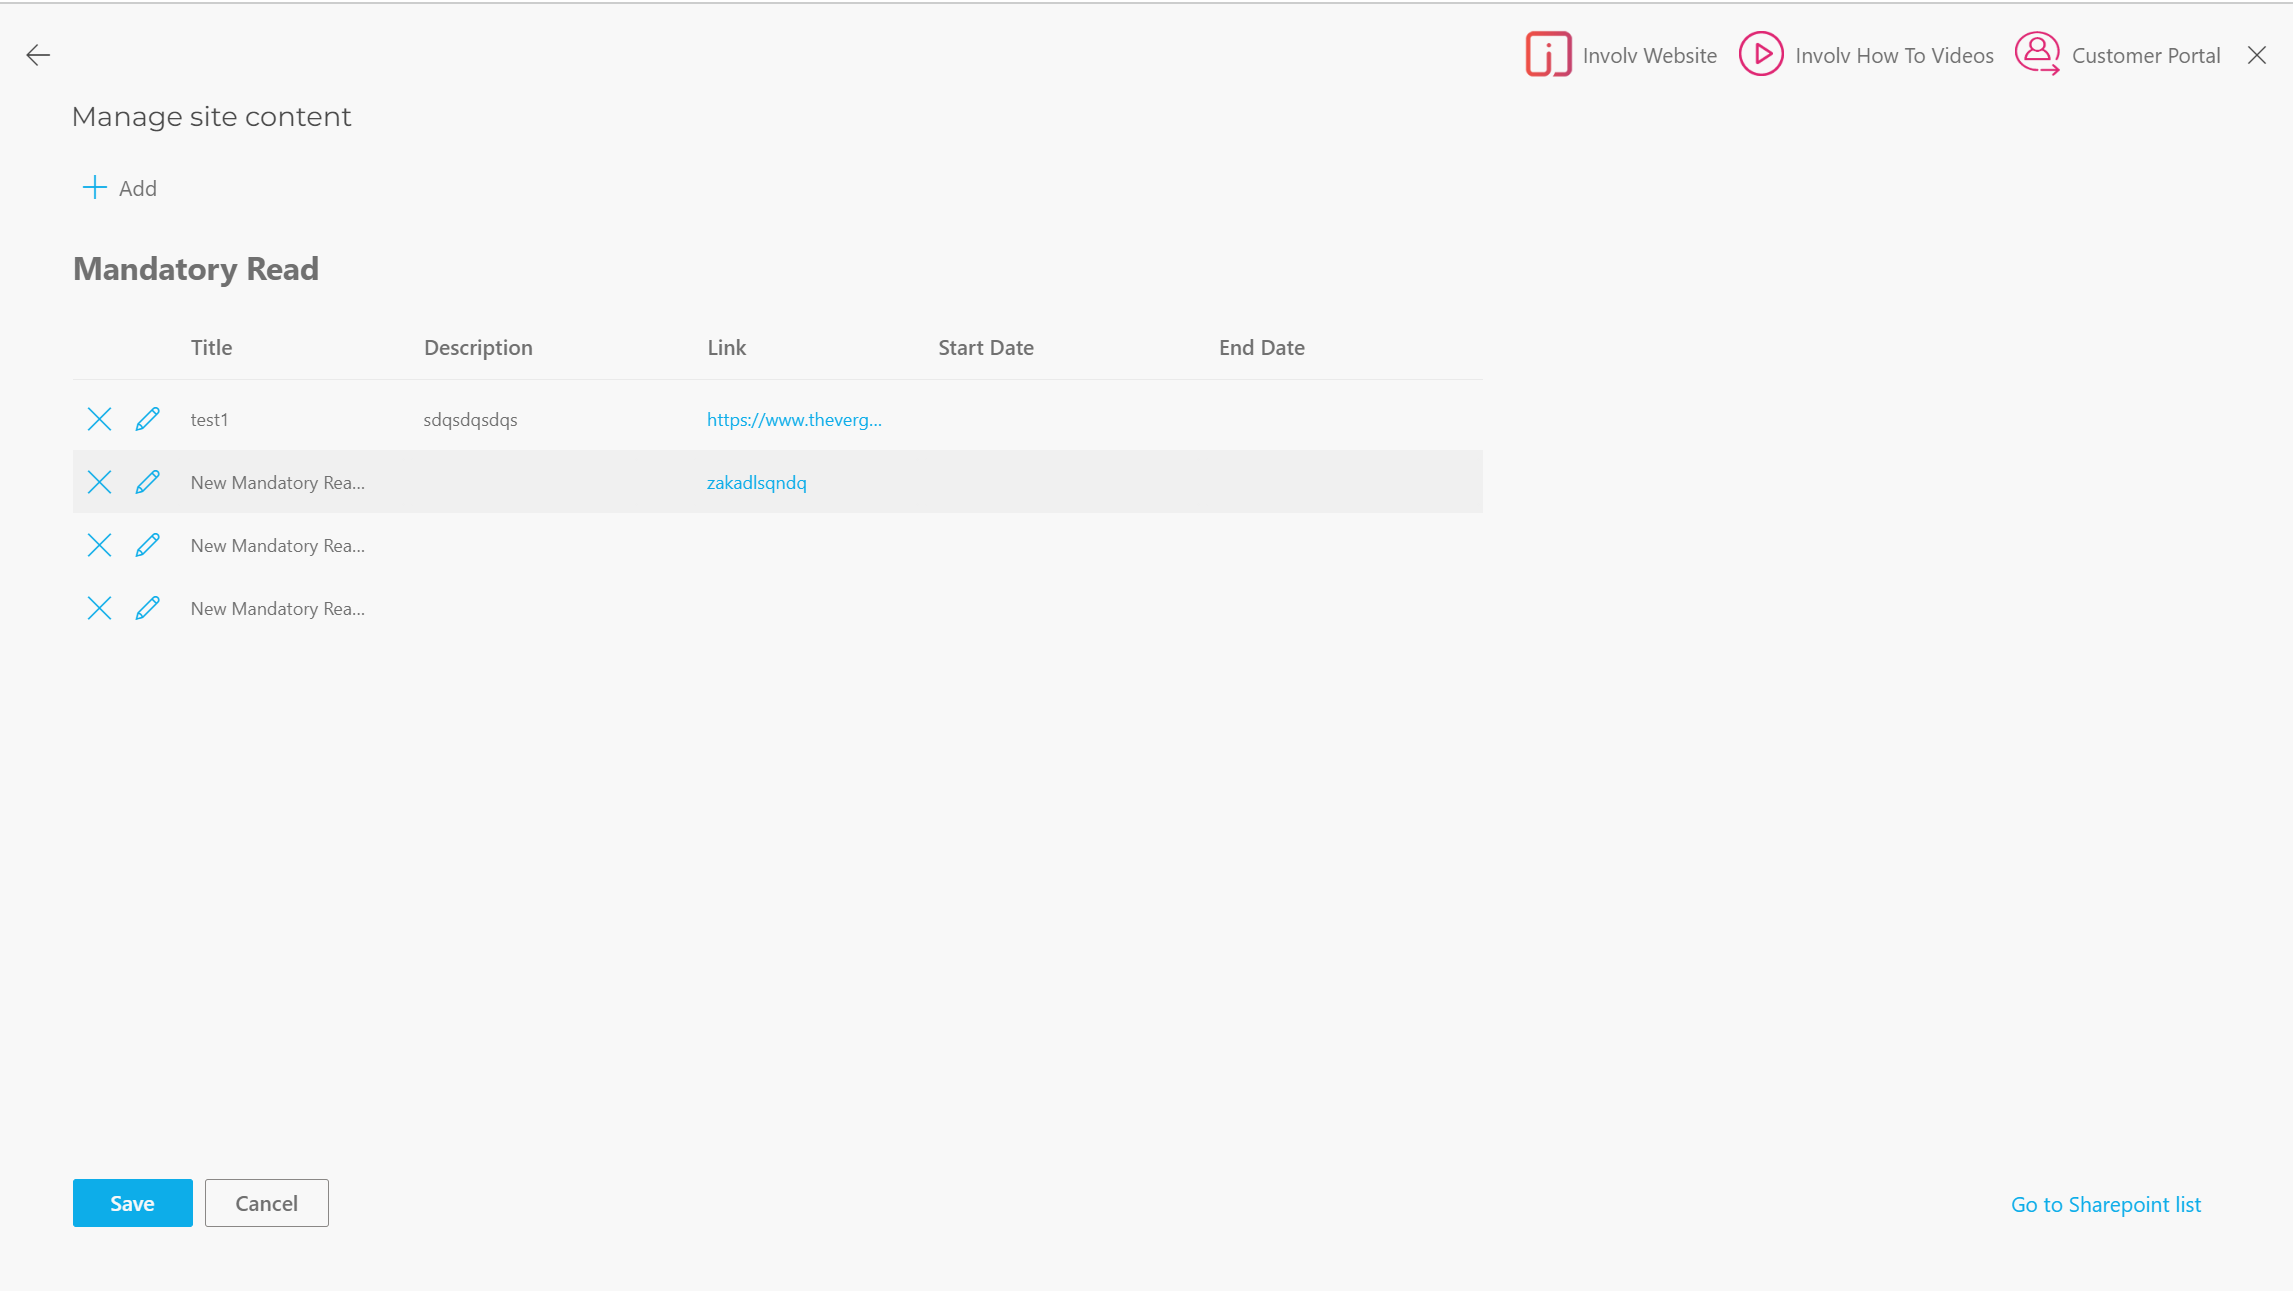 Involv Website Involv How To Videos Customer Portal
Manage site content
Add
Mandatory Read
Title Description Link Start Date End Date
test1 sdqsdqsdqs https://www.theverg...
New Mandatory Rea... zakadlsqndq
New Mandatory Rea...
New Mandatory Rea...
Save Cancel Go to Sharepoint list